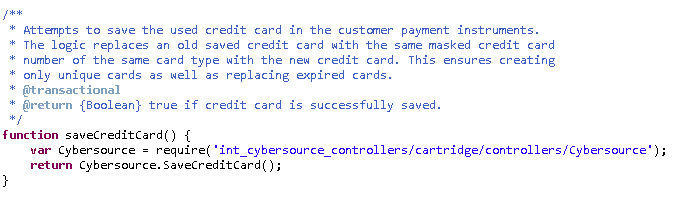 /**
 * Attempts to save the used credit card in the customer payment instruments.
 * The logic replaces an old saved credit card with the same masked credit card
 * number of the same card type with the new credit card. This ensures creating
 * only unique cards as well as replacing expired cards.
 * @transactional
 * @return {Boolean} true if credit card is successfully saved.
 */
function saveCreditCard() {
    var Cybersource = require('int_cybersource_controllers/cartridge/controllers/Cybersource');
    return Cybersource.SaveCreditCard();
}